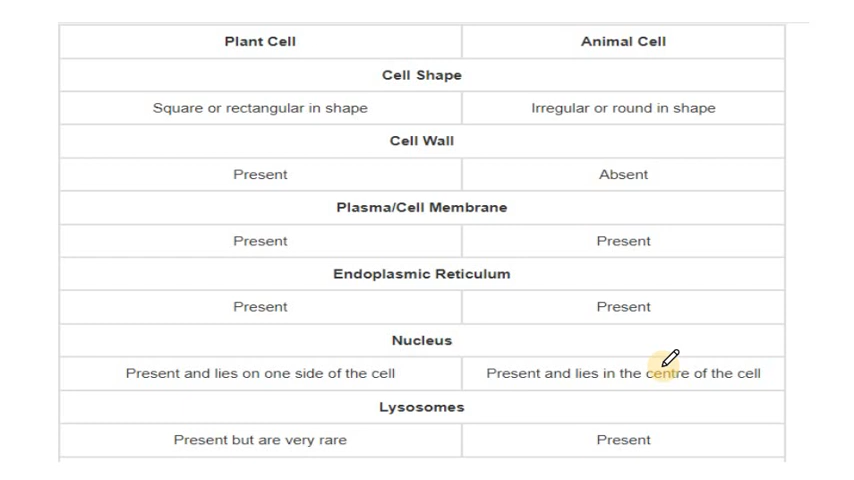 Plant Cell Animal Cell
Cell Shape
Square or rectangular in shape Irregular or round in shape
Cell Wall
Present Absent
Plasma/Cell Membrane
Present Present
Endoplasmic Reticulum
Present Present
Nucleus
Present and lies on one side of the cell Present and lies in the centre of the cell
Lysosomes
Present but are very rare Present